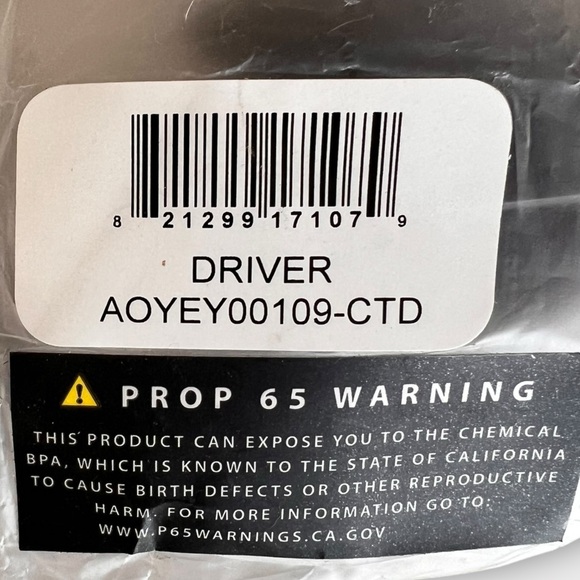 8 21299 17107 9
DRIVER
AOYEY00109-CTD
PROP 65 WARNING
THIS PRODUCT CAN EXPOSE YOU TO THE CHEMICAL
BPA, WHICH IS KNOWN TO THE STATE OF CALIFORNIA
TO CAUSE BIRTH DEFECTS OR OTHER REPRODUCTIVE
HARM. FOR MORE INFORMATION GO TO:
WWW.P65WARNINGS.CA.GOV